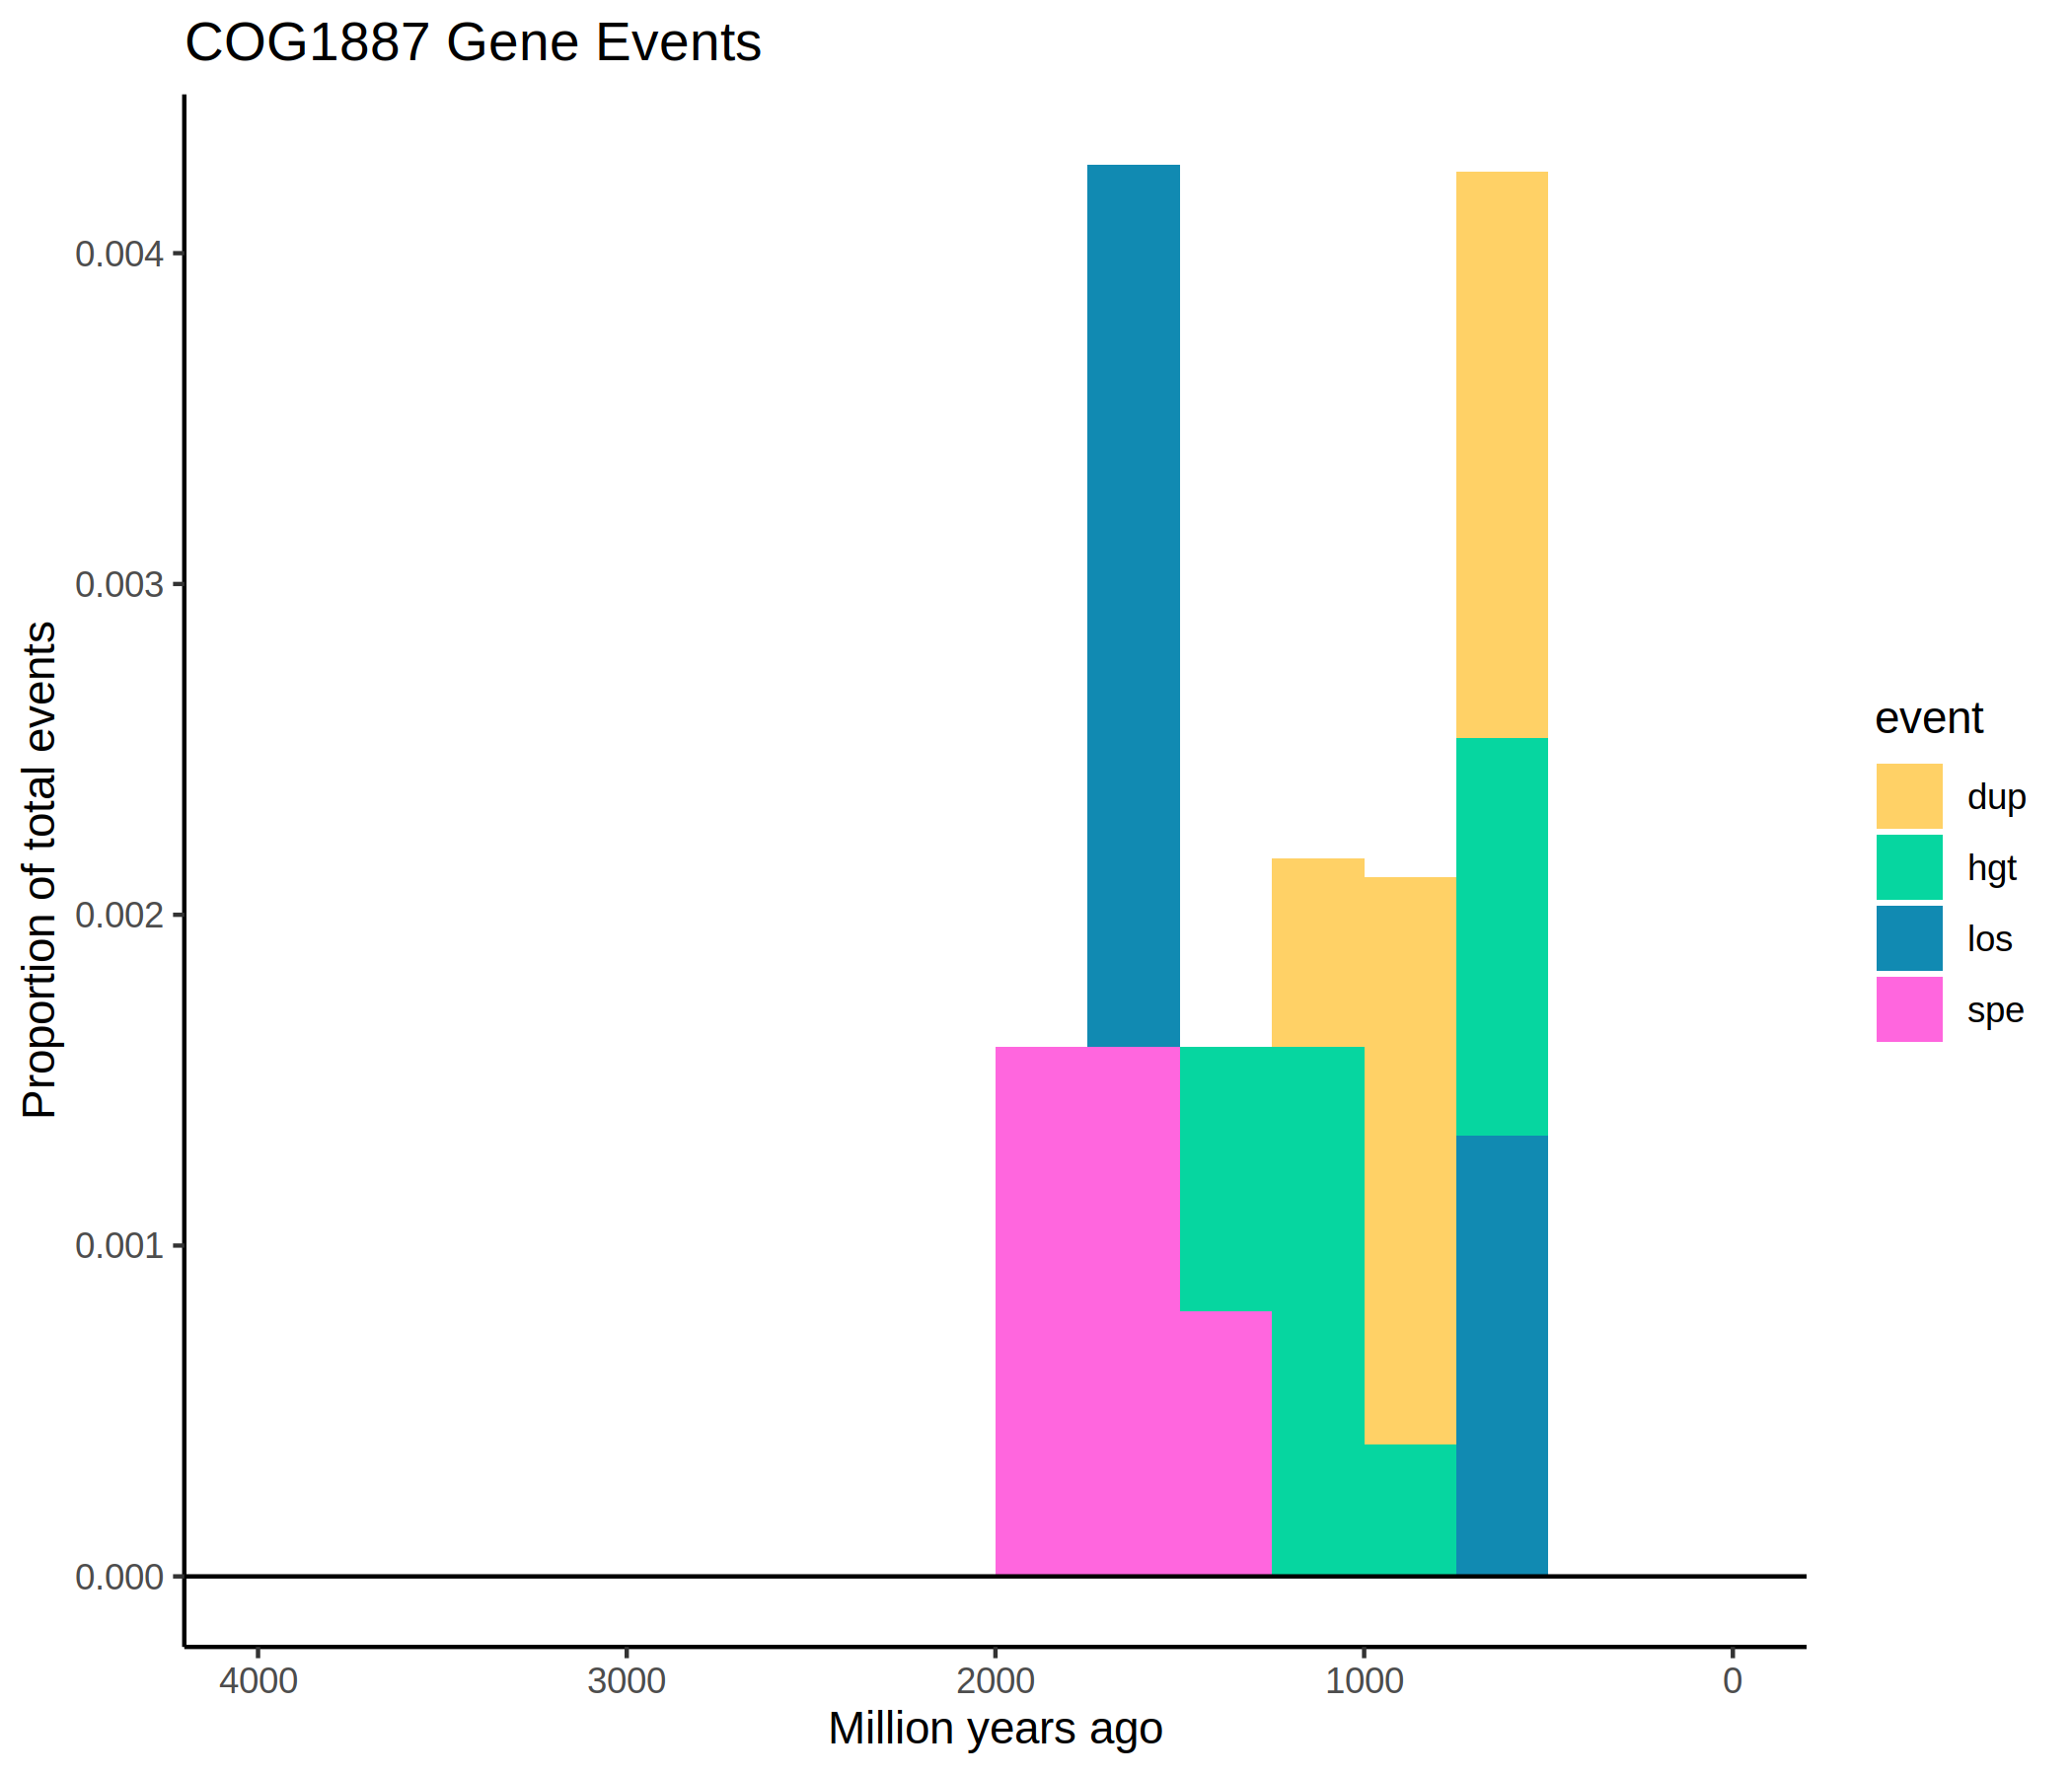 COG1887 Gene Events
Proportion of total events
0.004
0.003
0.002
0.001
0.000
4000 3000 2000 1000 0
Million years ago
event
dup
hgt
los
spe